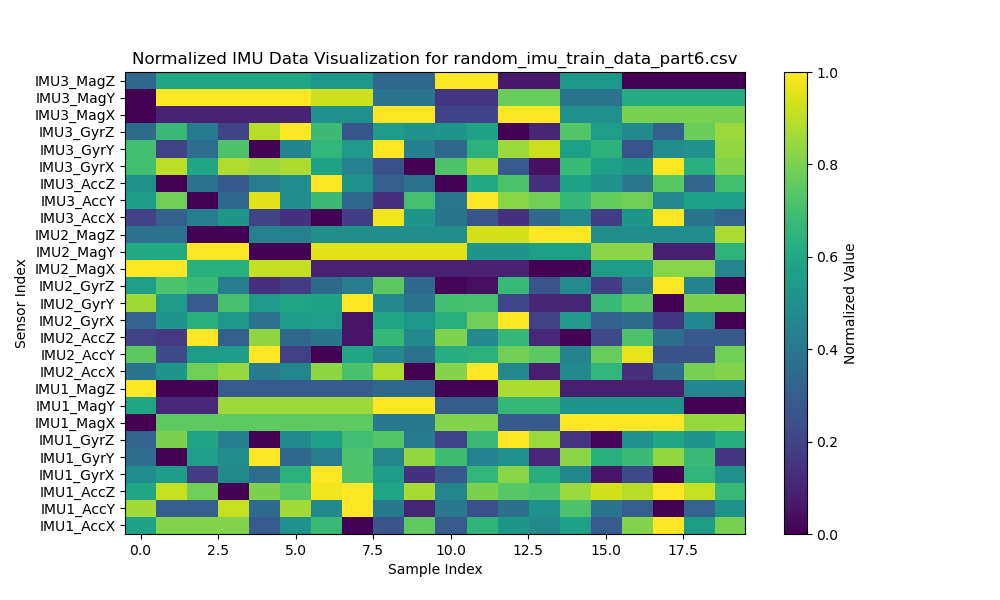 Normalized IMU Data Visualization for random_imu_train_data_part6.csv
IMU3_MagZ
IMU3_MagY
IMU3_MagX
IMU3_GyrZ
IMU3_GyrY
IMU3_GyrX
IMU3_AccZ
IMU3_AccY
IMU3_AccX
IMU2_MagZ
IMU2_MagY
IMU2_MagX
IMU2_GyrZ
IMU2_GyrY
IMU2_GyrX
IMU2_AccZ
IMU2_AccY
IMU2_AccX
IMU1_MagZ
IMU1_MagY
IMU1_MagX
IMU1_GyrZ
IMU1_GyrY
IMU1_GyrX
IMU1_AccZ
IMU1_AccY
IMU1_AccX
Sensor Index
0.0 2.5 5.0 7.5 10.0 12.5 15.0 17.5
Sample Index
1.0
0.8
0.6
0.4
0.2
0.0
Normalized Value